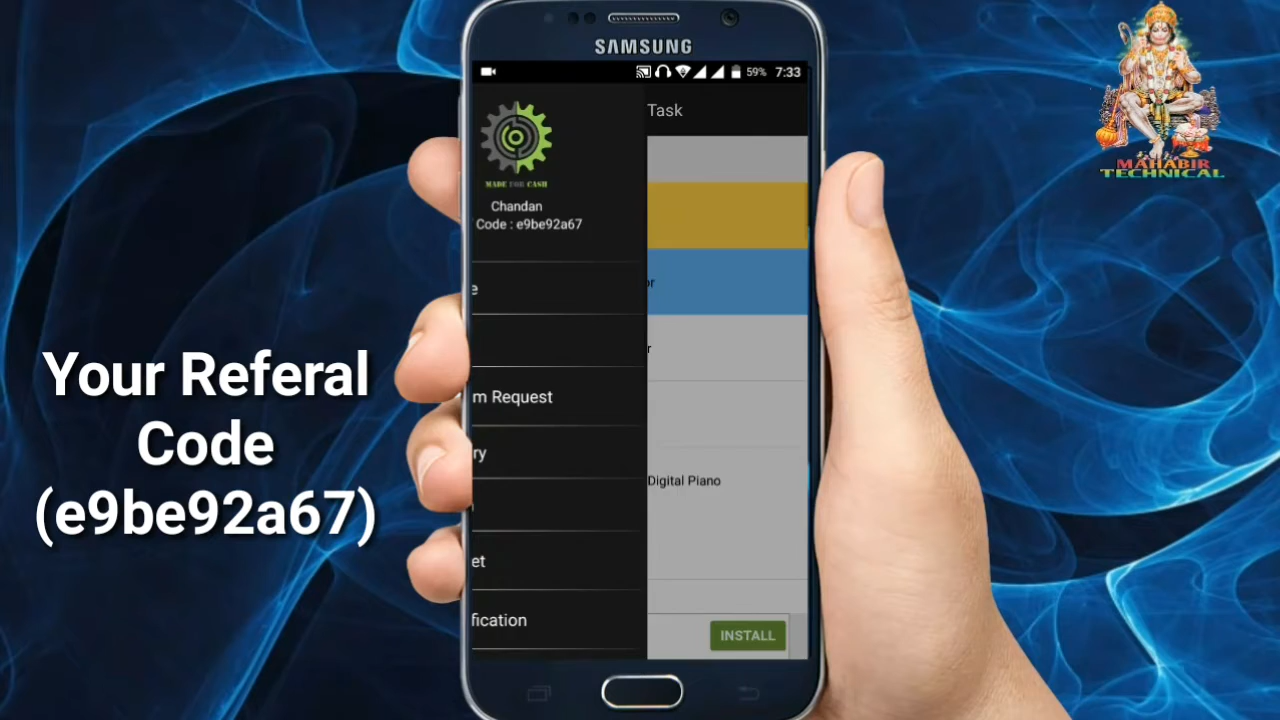 SAMSUNG
59% 7:33
Task
MADE FOR CASH
Chandan
Code : e9be92a67
e
or
r
m Request
ry
Digital Piano
et
fication
INSTALL
Your Referal
Code
(e9be92a67)
MAHABIR
TECHNICAL